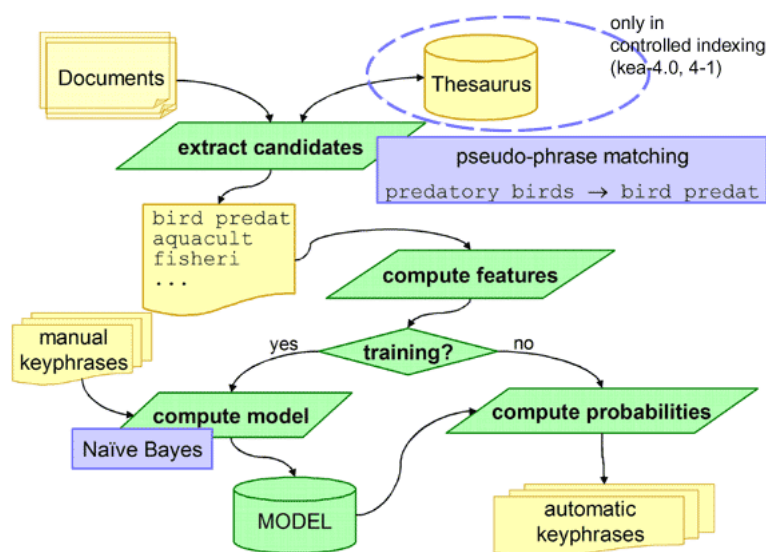 only in
controlled indexing
(kea-4.0, 4-1)
Documents
Thesaurus
extract candidates
pseudo-phrase matching
predatory birds → bird predat
bird predat
aquacult
fisheri
...
compute features
manual
keyphrases
yes
training?
no
compute model
compute probabilities
Naïve Bayes
MODEL
automatic
keyphrases